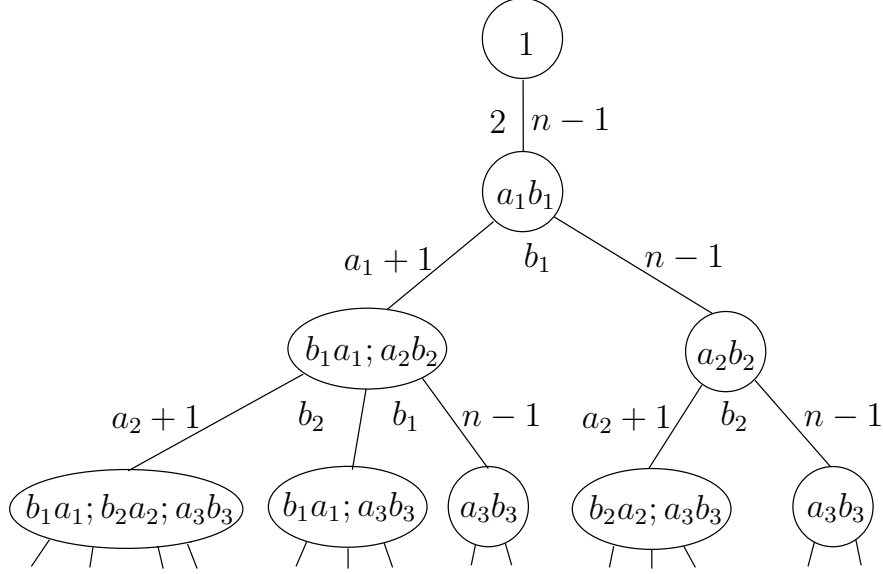 1
2 n − 1
a₁b₁
a₁ + 1 b₁ n − 1
b₁a₁; a₂b₂ a₂b₂
a₂ + 1 b₂ b₁ n − 1 a₂ + 1 b₂ n − 1
b₁a₁; b₂a₂; a₃b₃ b₁a₁; a₃b₃ a₃b₃ b₂a₂; a₃b₃ a₃b₃